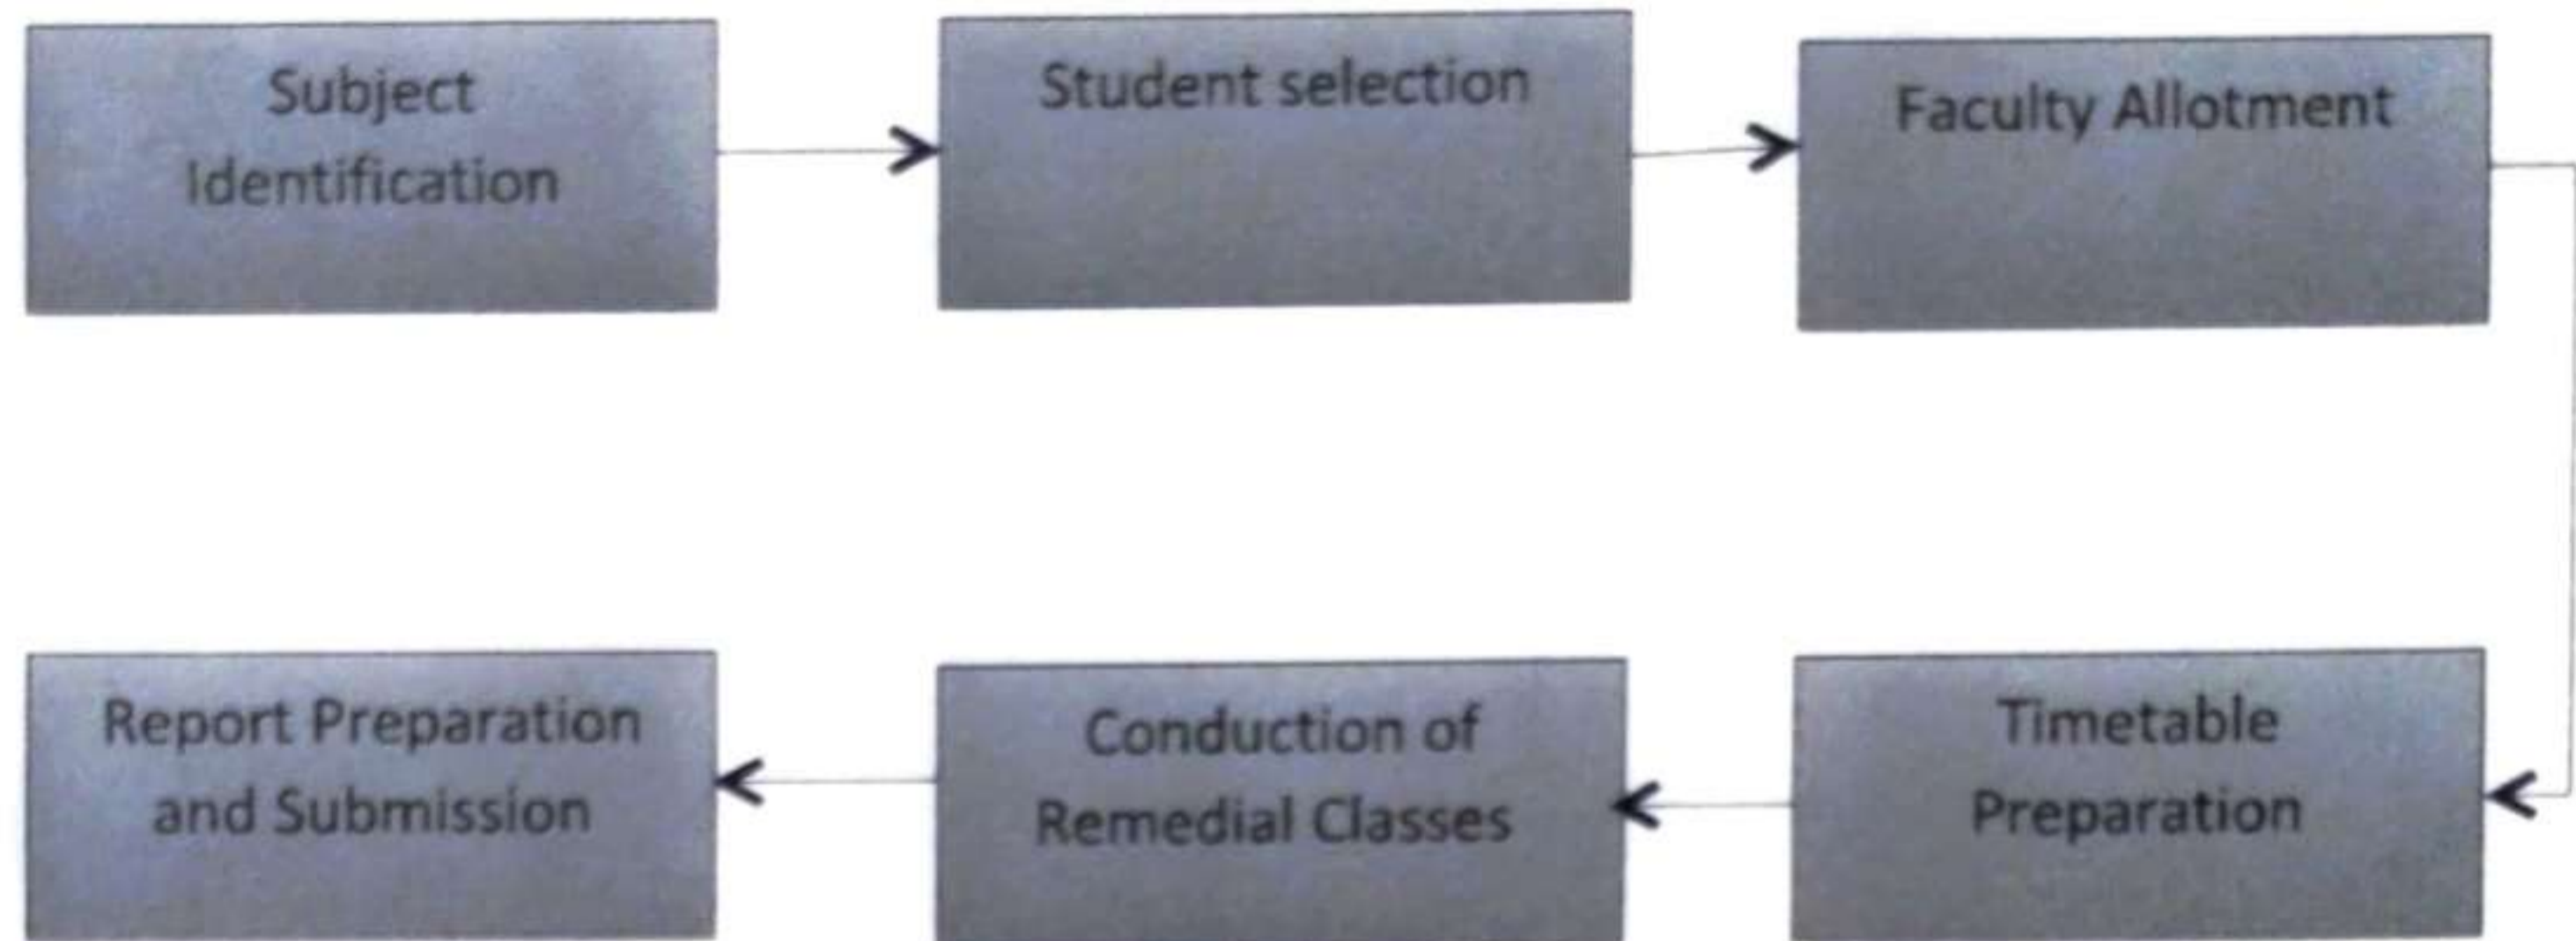 Subject
Identification
Student selection
Faculty Allotment
Timetable
Preparation
Conduction of
Remedial Classes
Report Preparation
and Submission